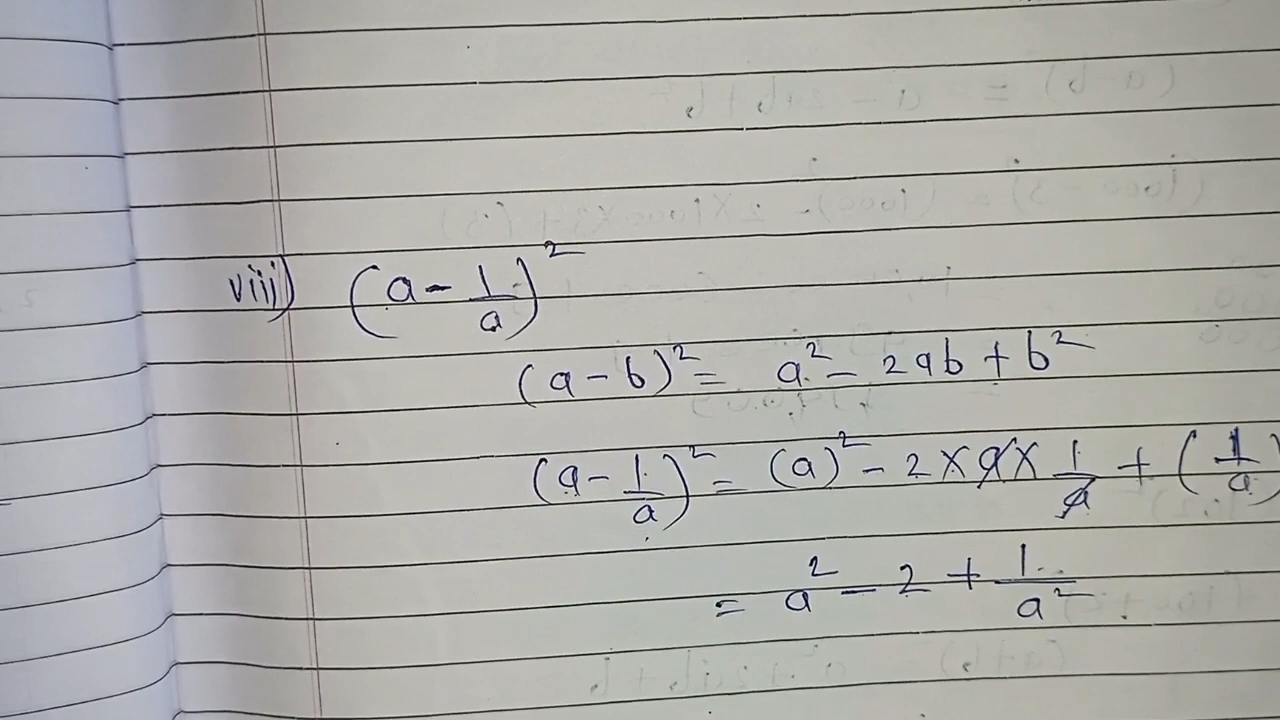 viii) (a - 1/a)²
(a - b)² = a² - 2ab + b²
(a - 1/a)² = (a)² - 2 × a × 1/a + (1/a)
= a² - 2 + 1/a²